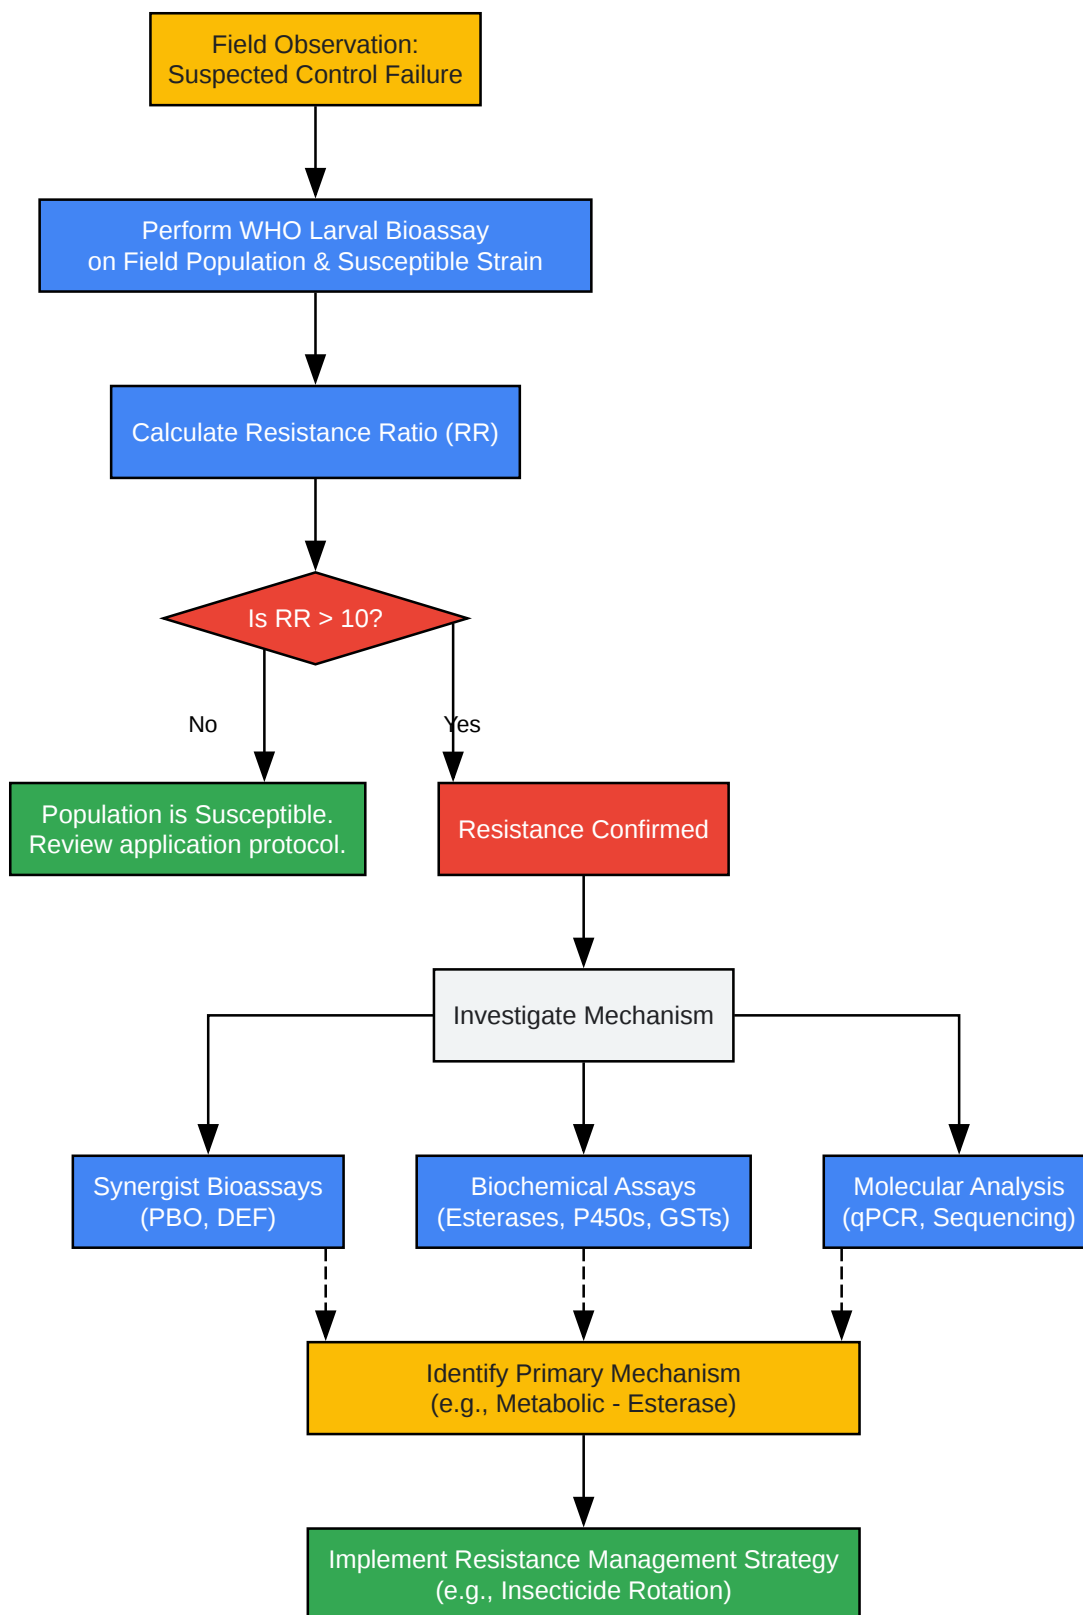 Field Observation:
Suspected Control Failure
Perform WHO Larval Bioassay
on Field Population & Susceptible Strain
Calculate Resistance Ratio (RR)
Is RR > 10?
No
Yes
Population is Susceptible.
Review application protocol.
Resistance Confirmed
Investigate Mechanism
Synergist Bioassays
(PBO, DEF)
Biochemical Assays
(Esterases, P450s, GSTs)
Molecular Analysis
(qPCR, Sequencing)
Identify Primary Mechanism
(e.g., Metabolic - Esterase)
Implement Resistance Management Strategy
(e.g., Insecticide Rotation)